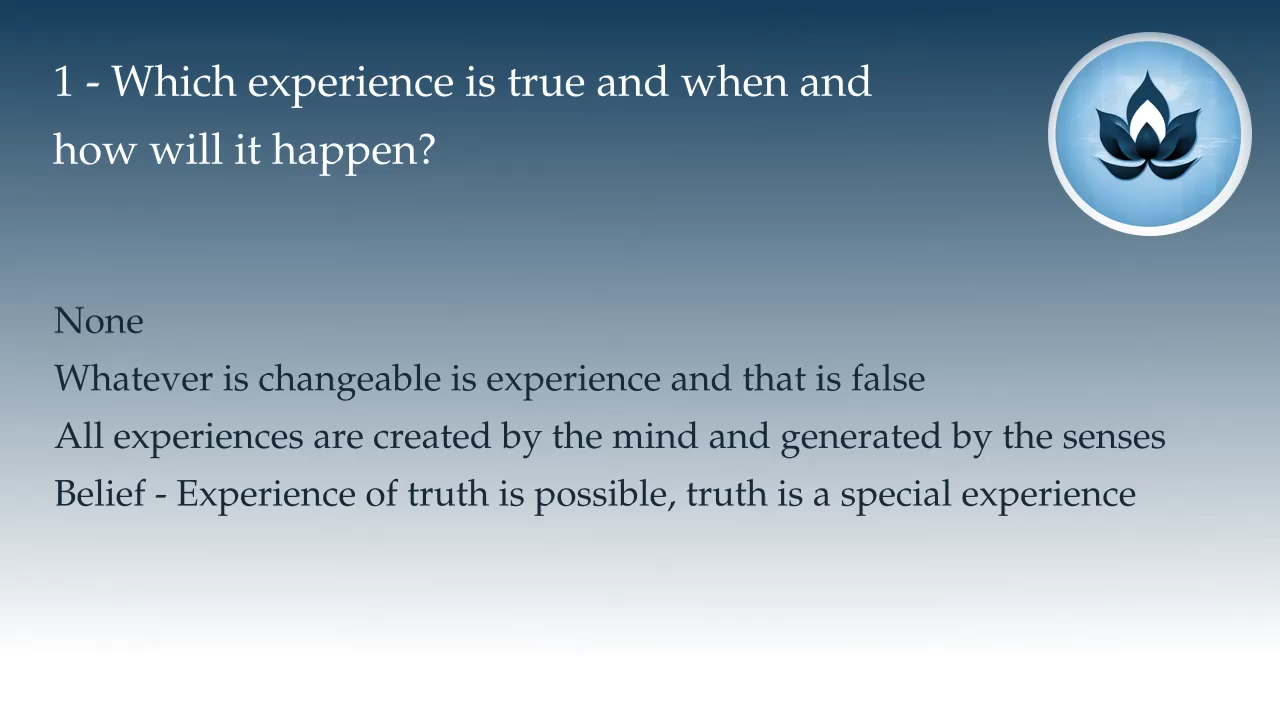 1 - Which experience is true and when and
how will it happen?
None
Whatever is changeable is experience and that is false
All experiences are created by the mind and generated by the senses
Belief - Experience of truth is possible, truth is a special experience